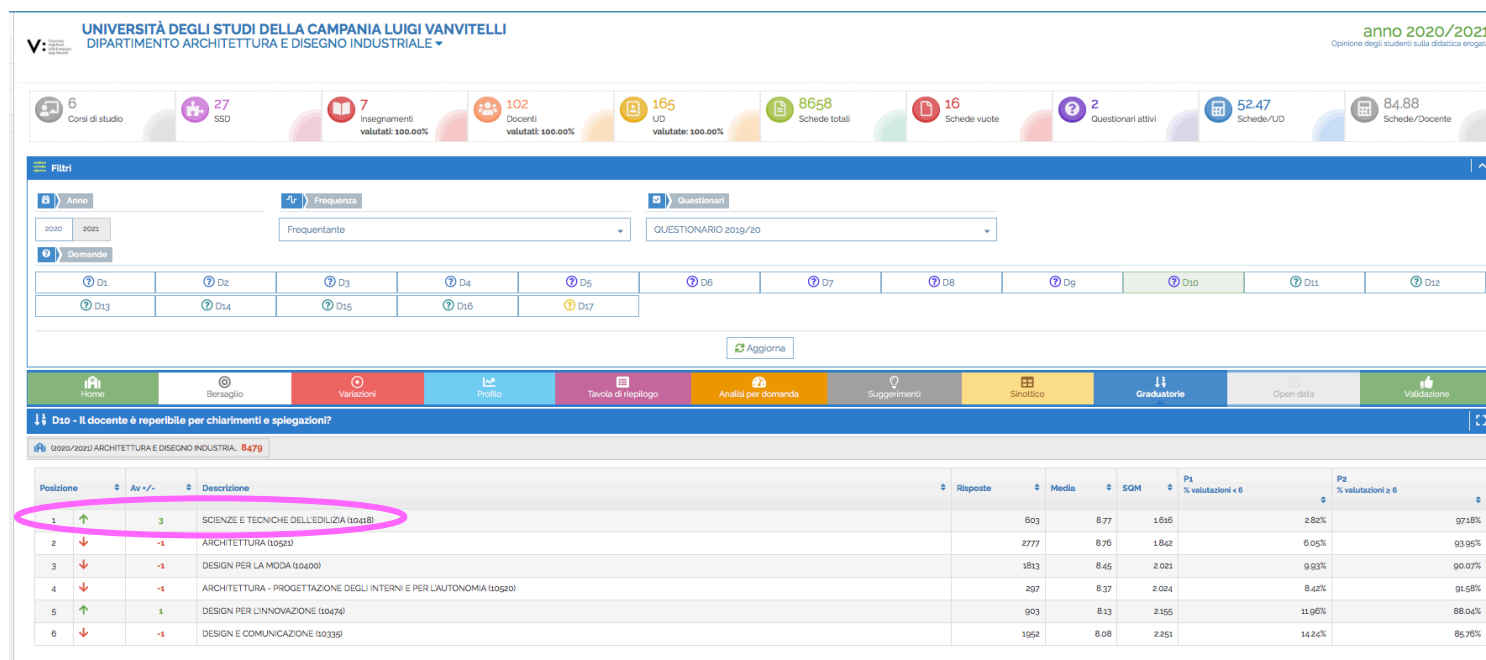 UNIVERSITÀ DEGLI STUDI DELLA CAMPANIA LUIGI VANVITELLI
DIPARTIMENTO ARCHITETTURA E DISEGNO INDUSTRIALE
anno 2020/2021
Opinione degli studenti sulla didattica erogata
V:
6 Corsi di studio
27 SSD
7 Insegnamenti valutati: 100.00%
102 Docenti valutati: 100.00%
165 UD valutate: 100.00%
8658 Schede totali
16 Schede vuote
2 Questionari attivi
52.47 Schede/UD
84.88 Schede/Docente
Filtri
Anno Frequenza Questionari
2020 2021 Frequentante QUESTIONARIO 2019/20
Domande
D1 D2 D3 D4 D5 D6 D7 D8 D9 D10 D11 D12
D13 D14 D15 D16 D17
Aggiorna
Home Bersaglio Variazioni Profilo Tavola di riepilogo Analisi per domanda Suggerimenti Sinottico Graduatorie Open data Validazione
D10 - Il docente è reperibile per chiarimenti e spiegazioni?
(2020/2021) ARCHITETTURA E DISEGNO INDUSTRIA.. 8479
Posizione Av +/- Descrizione Risposte Media SQM P1 % valutazioni < 6 P2 % valutazioni ≥ 6
1 3 SCIENZE E TECNICHE DELL'EDILIZIA (10418) 603 8.77 1.616 2.82% 97.18%
2 -1 ARCHITETTURA (10521) 2777 8.76 1.842 6.05% 93.95%
3 -1 DESIGN PER LA MODA (10400) 1813 8.45 2.021 9.93% 90.07%
4 -1 ARCHITETTURA - PROGETTAZIONE DEGLI INTERNI E PER L'AUTONOMIA (10520) 297 8.37 2.024 8.42% 91.58%
5 1 DESIGN PER L'INNOVAZIONE (10474) 903 8.13 2.155 11.96% 88.04%
6 -1 DESIGN E COMUNICAZIONE (10335) 1952 8.08 2.251 14.24% 85.76%